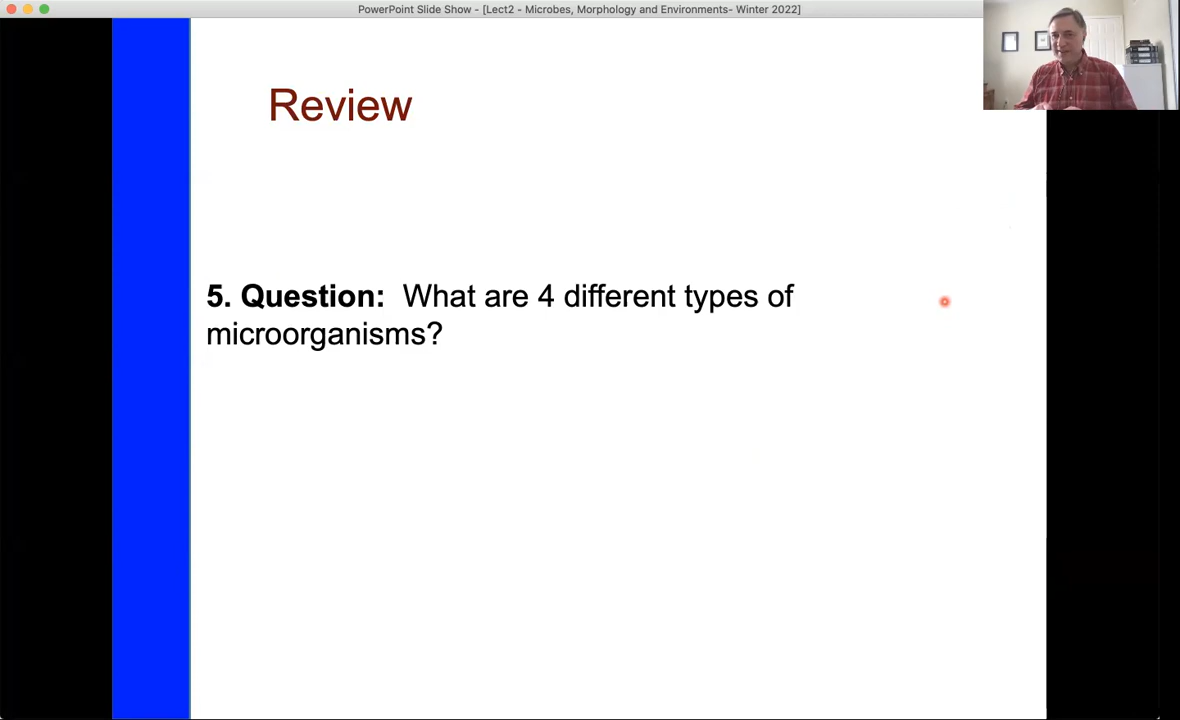 PowerPoint Slide Show - [Lect2 - Microbes, Morphology and Environments- Winter 2022]
Review
5. Question:  What are 4 different types of
microorganisms?